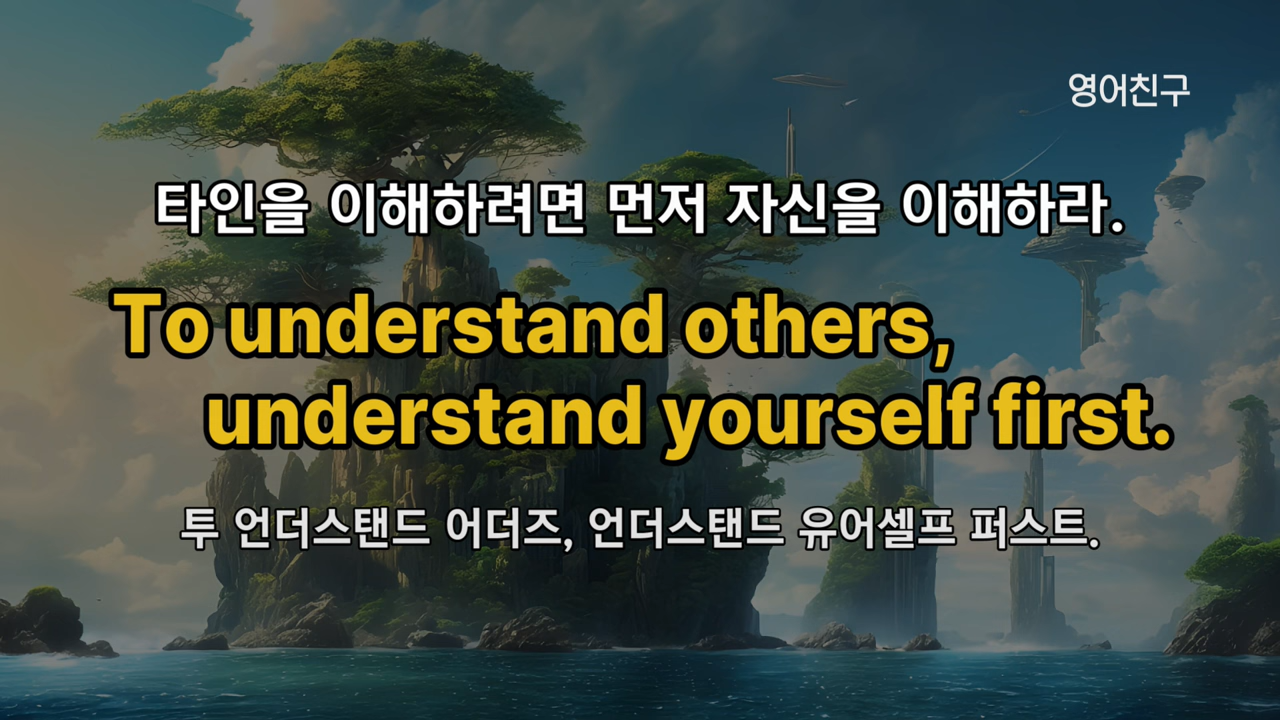 영어친구
타인을 이해하려면 먼저 자신을 이해하라.
To understand others,
understand yourself first.
투 언더스탠드 어더즈, 언더스탠드 유어셀프 퍼스트.